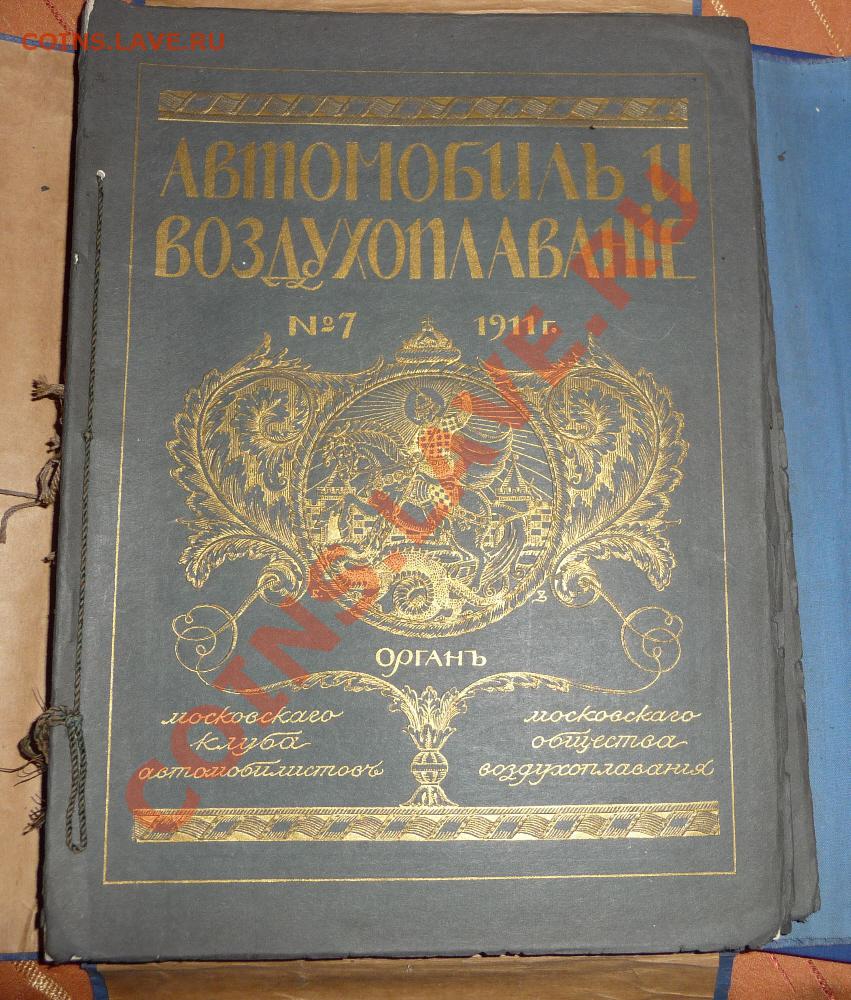 COINS.LAVE.RU
АВТОМОБИЛЬ И
ВОЗДУХОПЛАВАНІЕ
№7 1911 г.
ОРГАНЪ
московскаго
клуба
автомобилистовъ
московскаго
общества
воздухоплаванія
COINS.LAVE.RU